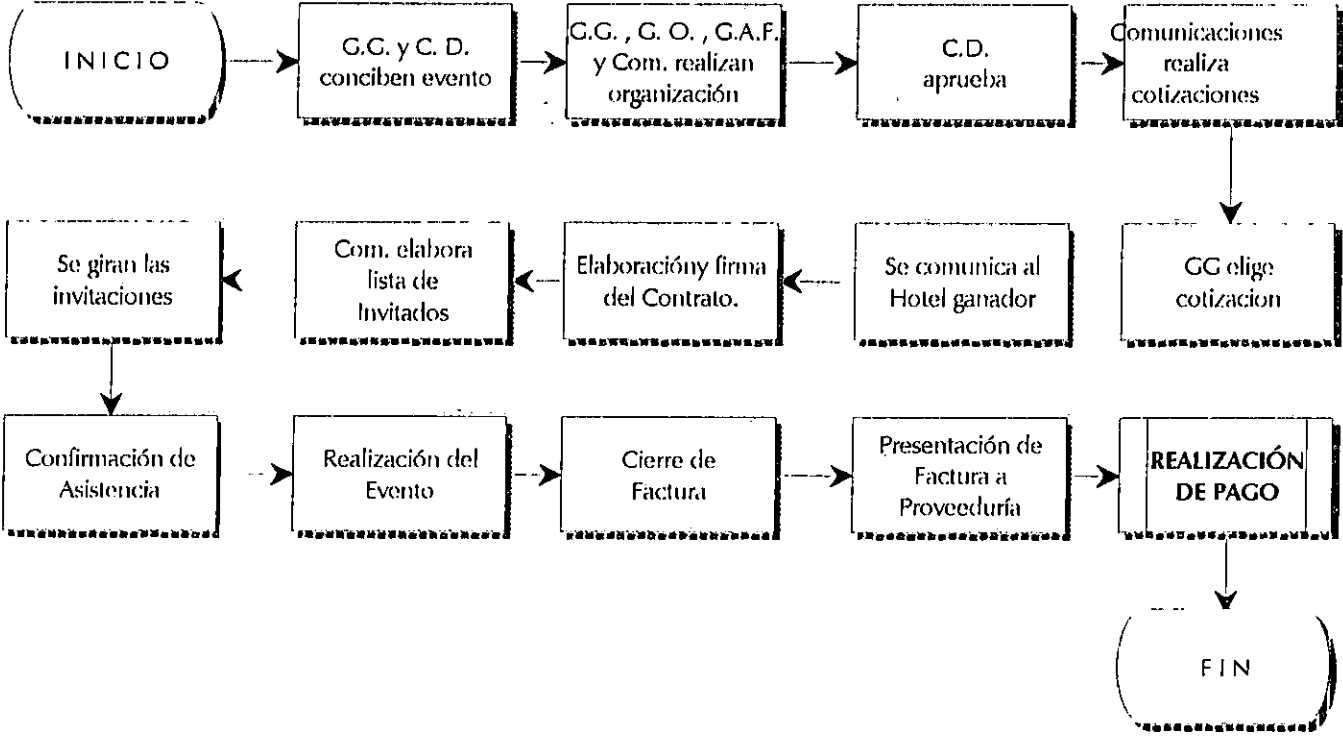 INICIO
G.G. y C. D.
conciben evento
G.G. , G. O. , G.A.F.
y Com. realizan
organización
C.D.
aprueba
Comunicaciones
realiza
cotizaciones
GG elige
cotizacion
Se comunica al
Hotel ganador
Elaboracióny firma
del Contrato.
Com. elabora
lista de
Invitados
Se giran las
invitaciones
Confirmación de
Asistencia
Realización del
Evento
Cierre de
Factura
Presentación de
Factura a
Proveeduría
REALIZACIÓN
DE PAGO
FIN